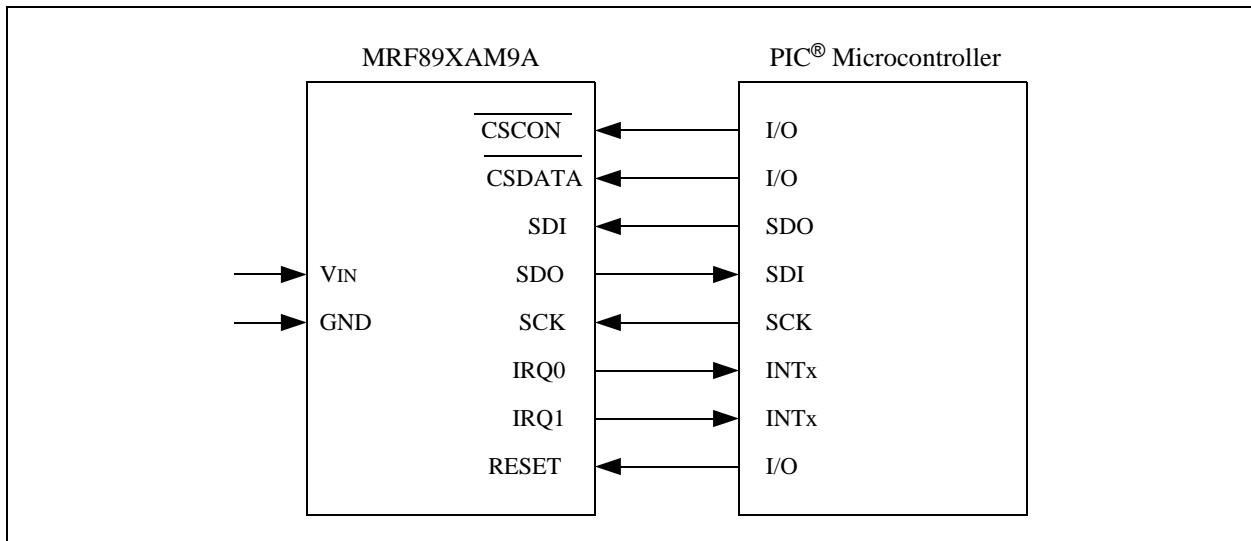 MRF89XAM9A
PIC® Microcontroller
CSCON
I/O
CSDATA
I/O
SDI
SDO
VIN
SDO
SDI
GND
SCK
SCK
IRQ0
INTx
IRQ1
INTx
RESET
I/O